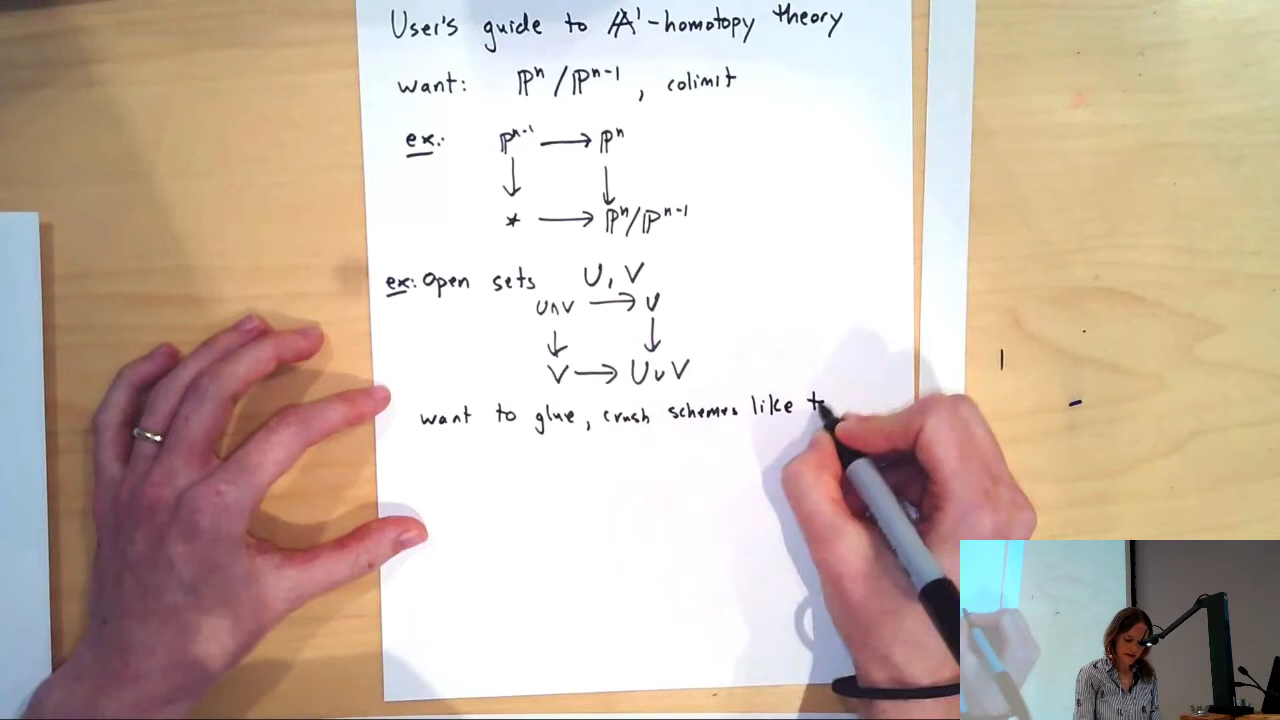 User's guide to 𝔸¹-homotopy theory
want: ℙⁿ/ℙⁿ⁻¹, colimit
ex: ℙⁿ⁻¹ → ℙⁿ
↓ ↓
* → ℙⁿ/ℙⁿ⁻¹
ex: Open sets U, V
U∩V → U
↓ ↓
V → U∪V
want to glue, crush schemes like t